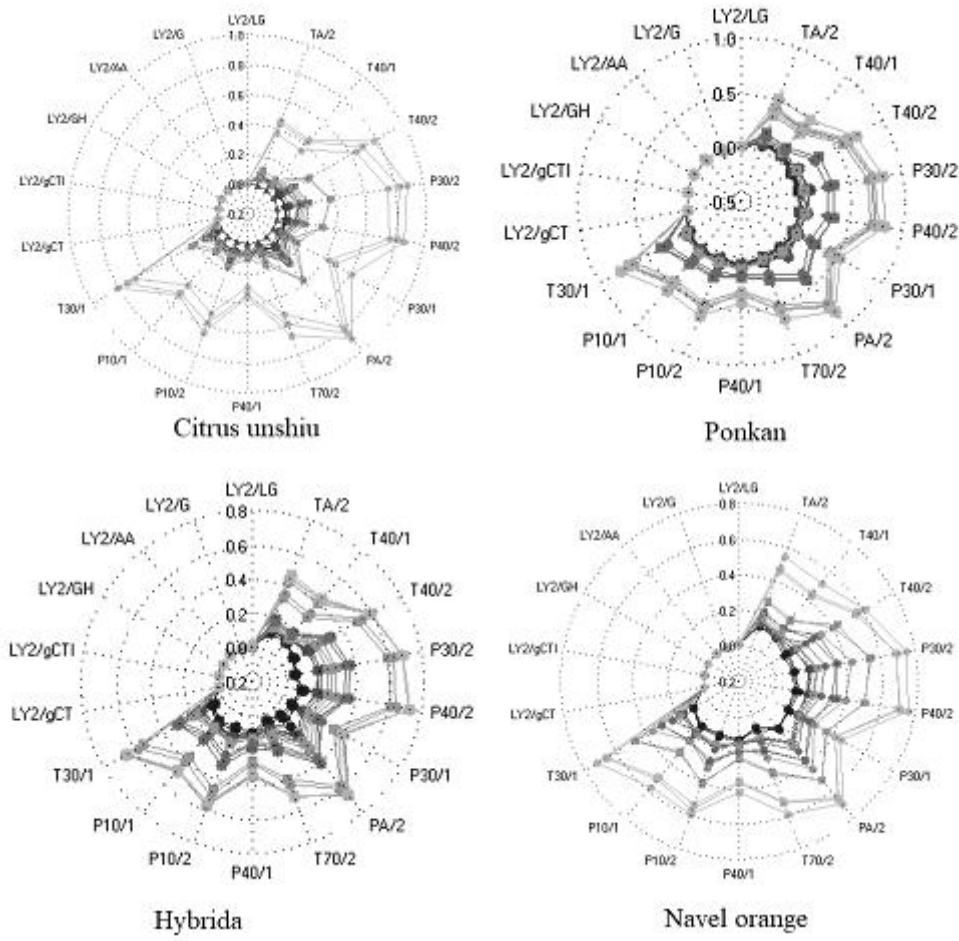 LY2/LG
1.0
0.8
0.6
0.4
0.2
0.0
0.2
TA/2
T40/1
T40/2
P30/2
P40/2
P30/1
PA/2
T70/2
P40/1
P10/2
P10/1
T30/1
LY2/gCT
LY2/gCTI
LY2/GH
LY2/AA
LY2/G
Citrus unshiu
LY2/LG
1.0
0.5
0.0
0.5
TA/2
T40/1
T40/2
P30/2
P40/2
P30/1
PA/2
T70/2
P40/1
P10/2
P10/1
T30/1
LY2/gCT
LY2/gCTI
LY2/GH
LY2/AA
LY2/G
Ponkan
LY2/LG
0.8
0.6
0.4
0.2
0.0
0.2
TA/2
T40/1
T40/2
P30/2
P40/2
P30/1
PA/2
T70/2
P40/1
P10/2
P10/1
T30/1
LY2/gCT
LY2/gCTI
LY2/GH
LY2/AA
LY2/G
Hybrida
LY2/LG
0.8
0.6
0.4
0.2
0.0
0.2
TA/2
T40/1
T40/2
P30/2
P40/2
P30/1
PA/2
T70/2
P40/1
P10/2
P10/1
T30/1
LY2/gCT
LY2/gCTI
LY2/GH
LY2/AA
LY2/G
Navel orange